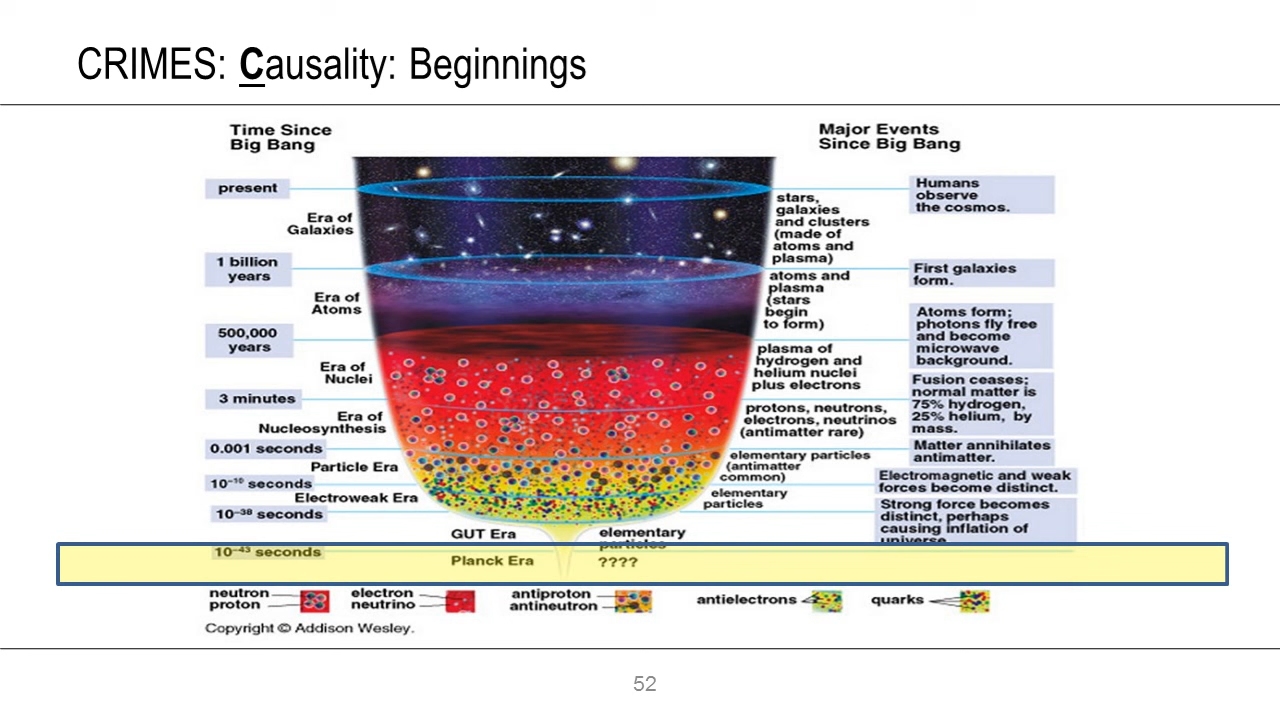 CRIMES: Causality: Beginnings
Time Since
Big Bang
Major Events
Since Big Bang
present
Era of
Galaxies
stars,
galaxies
and clusters
(made of
atoms and
plasma)
Humans
observe
the cosmos.
1 billion
years
Era of
Atoms
atoms and
plasma
(stars
begin
to form)
First galaxies
form.
500,000
years
Era of
Nuclei
plasma of
hydrogen and
helium nuclei
plus electrons
Atoms form;
photons fly free
and become
microwave
background.
3 minutes
Era of
Nucleosynthesis
protons, neutrons,
electrons, neutrinos
(antimatter rare)
Fusion ceases;
normal matter is
75% hydrogen,
25% helium, by
mass.
0.001 seconds
Particle Era
elementary particles
(antimatter
common)
Matter annihilates
antimatter.
10⁻¹⁰ seconds
Electroweak Era
elementary
particles
Electromagnetic and weak
forces become distinct.
10⁻³⁸ seconds
GUT Era
elementary
particles
Strong force becomes
distinct, perhaps
causing inflation of
universe
10⁻⁴³ seconds
Planck Era
????
neutron
proton
electron
neutrino
antiproton
antineutron
antielectrons
quarks
Copyright © Addison Wesley.
52